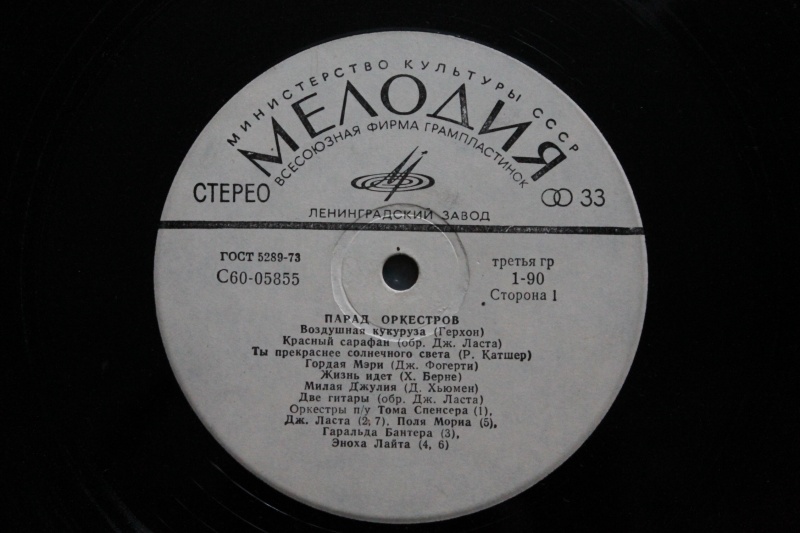 МИНИСТЕРСТВО КУЛЬТУРЫ СССР
МЕЛОДИЯ
ВСЕСОЮЗНАЯ ФИРМА ГРАМПЛАСТИНОК
СТЕРЕО
33
ЛЕНИНГРАДСКИЙ ЗАВОД
ГОСТ 5289-73
С60-05855
третья гр
1-90
Сторона 1
ПАРАД ОРКЕСТРОВ
Воздушная кукуруза (Герхон)
Красный сарафан (обр. Дж. Ласта)
Ты прекраснее солнечного света (Р. Катшер)
Гордая Мэри (Дж. Фогерти)
Жизнь идет (Х. Берне)
Милая Джулия (Д. Хьюмен)
Две гитары (обр. Дж. Ласта)
Оркестры п/у Тома Спенсера (1),
Дж. Ласта (2, 7), Поля Мориа (5),
Гаральда Бантера (3),
Эноха Лайта (4, 6)